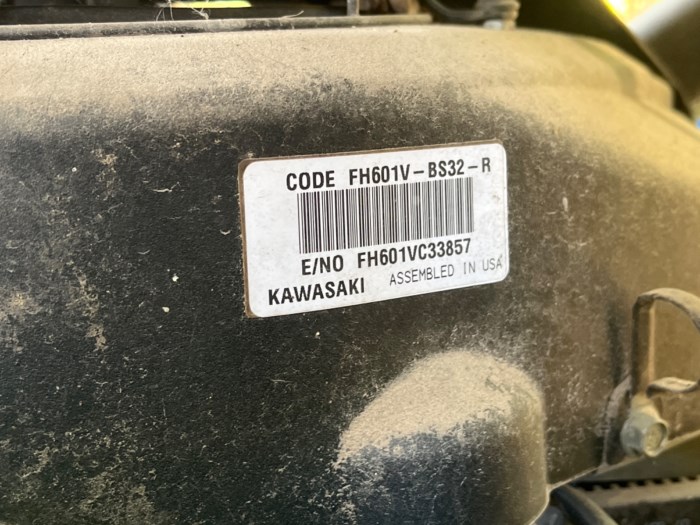 CODE FH601V-BS32-R
E/NO FH601VC33857
KAWASAKI ASSEMBLED IN USA